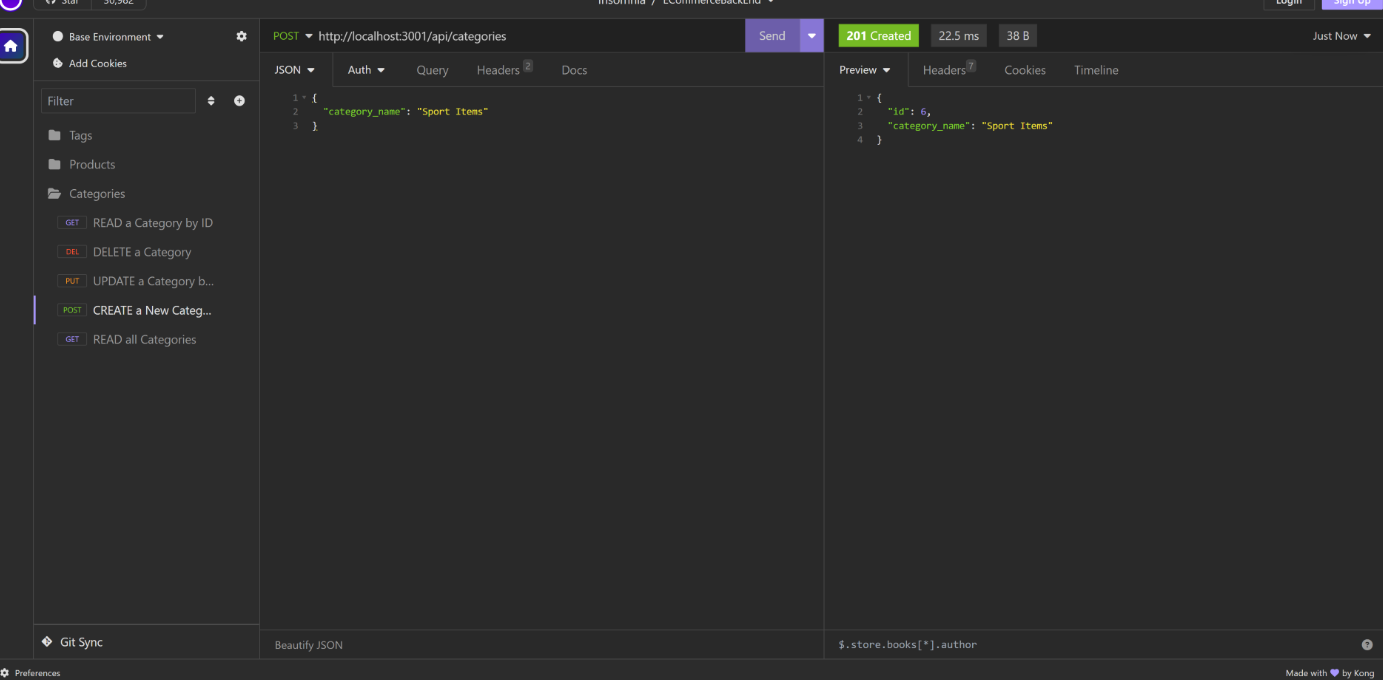 Star 30,962
Insomnia / ECommerceBackEnd
Login Sign Up
Base Environment
Add Cookies
Filter
Tags
Products
Categories
GET READ a Category by ID
DEL DELETE a Category
PUT UPDATE a Category b...
POST CREATE a New Categ...
GET READ all Categories
Git Sync
Preferences
POST http://localhost:3001/api/categories Send
JSON Auth Query Headers 2 Docs
1 {
2 "category_name": "Sport Items"
3 }
Beautify JSON
201 Created 22.5 ms 38 B Just Now
Preview Headers 7 Cookies Timeline
1 {
2 "id": 6,
3 "category_name": "Sport Items"
4 }
$.store.books[*].author
Made with by Kong